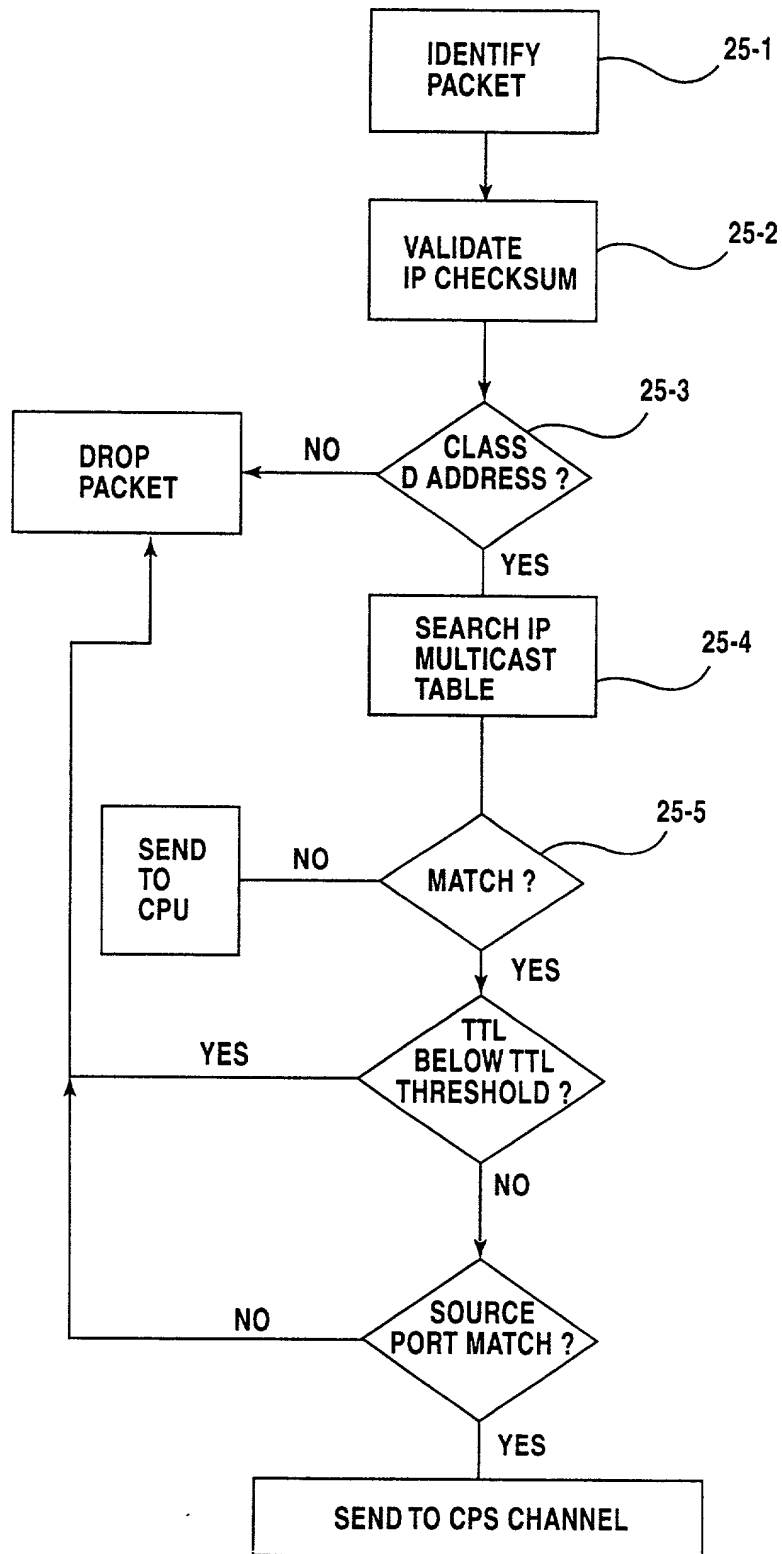 IDENTIFY
PACKET
25-1
VALIDATE
IP CHECKSUM
25-2
25-3
CLASS
D ADDRESS ?
NO
DROP
PACKET
YES
SEARCH IP
MULTICAST
TABLE
25-4
25-5
MATCH ?
NO
SEND
TO
CPU
YES
TTL
BELOW TTL
THRESHOLD ?
YES
NO
SOURCE
PORT MATCH ?
NO
YES
SEND TO CPS CHANNEL